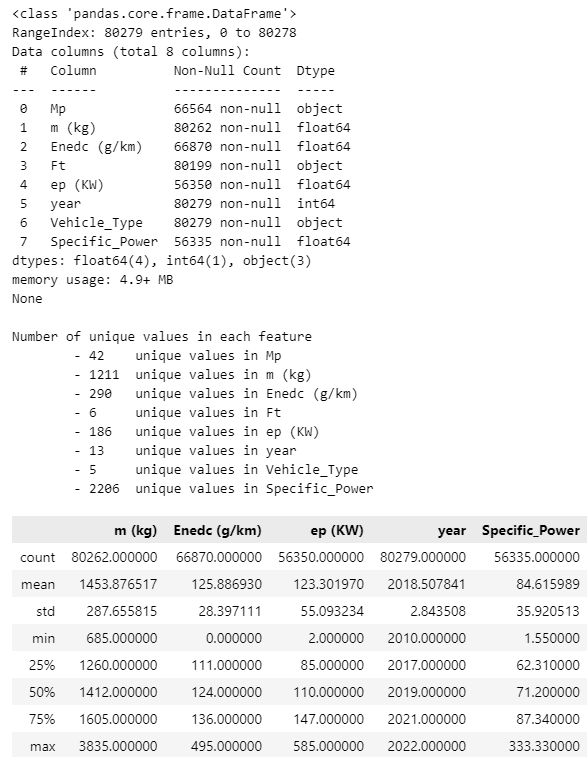 <class 'pandas.core.frame.DataFrame'>
RangeIndex: 80279 entries, 0 to 80278
Data columns (total 8 columns):
 #   Column          Non-Null Count  Dtype
---  ------          --------------  -----
 0   Mp              66564 non-null  object
 1   m (kg)          80262 non-null  float64
 2   Enedc (g/km)    66870 non-null  float64
 3   Ft              80199 non-null  object
 4   ep (KW)         56350 non-null  float64
 5   year            80279 non-null  int64
 6   Vehicle_Type    80279 non-null  object
 7   Specific_Power  56335 non-null  float64
dtypes: float64(4), int64(1), object(3)
memory usage: 4.9+ MB
None
Number of unique values in each feature
- 42 unique values in Mp
- 1211 unique values in m (kg)
- 290 unique values in Enedc (g/km)
- 6 unique values in Ft
- 186 unique values in ep (KW)
- 13 unique values in year
- 5 unique values in Vehicle_Type
- 2206 unique values in Specific_Power
m (kg) Enedc (g/km) ep (KW) year Specific_Power
count 80262.000000 66870.000000 56350.000000 80279.000000 56335.000000
mean 1453.876517 125.886930 123.301970 2018.507841 84.615989
std 287.655815 28.397111 55.093234 2.843508 35.920513
min 685.000000 0.000000 2.000000 2010.000000 1.550000
25% 1260.000000 111.000000 85.000000 2017.000000 62.310000
50% 1412.000000 124.000000 110.000000 2019.000000 71.200000
75% 1605.000000 136.000000 147.000000 2021.000000 87.340000
max 3835.000000 495.000000 585.000000 2022.000000 333.330000